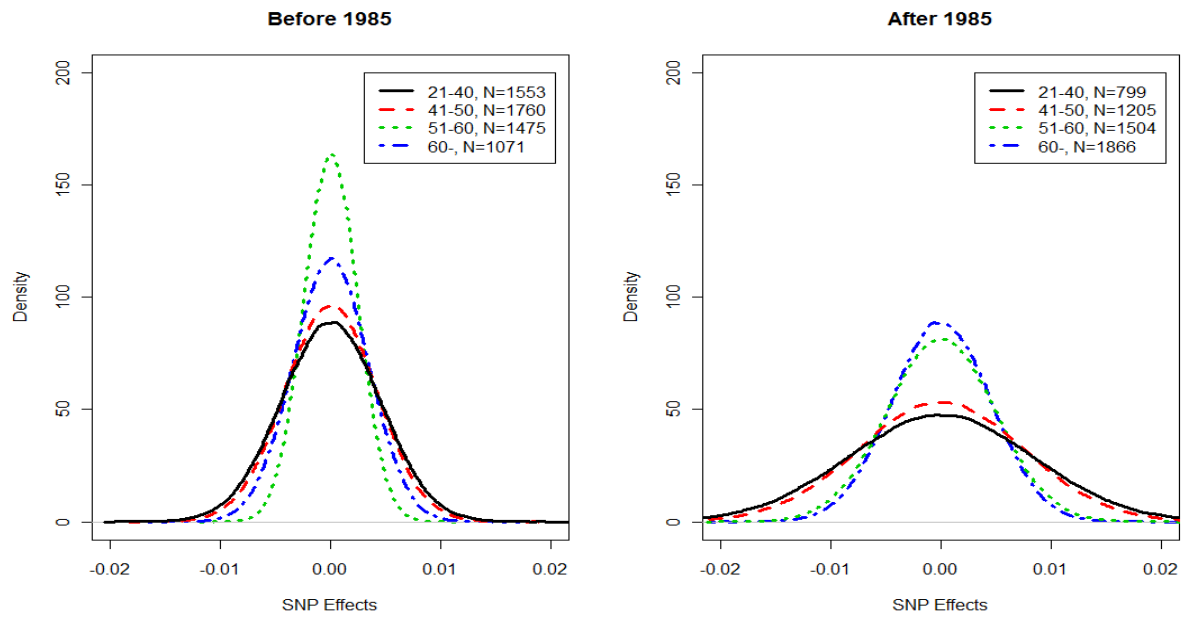 Before 1985
200
150
100
50
0
Density
21-40, N=1553
41-50, N=1760
51-60, N=1475
60-, N=1071
-0.02 -0.01 0.00 0.01 0.02
SNP Effects
After 1985
200
150
100
50
0
Density
21-40, N=799
41-50, N=1205
51-60, N=1504
60-, N=1866
-0.02 -0.01 0.00 0.01 0.02
SNP Effects